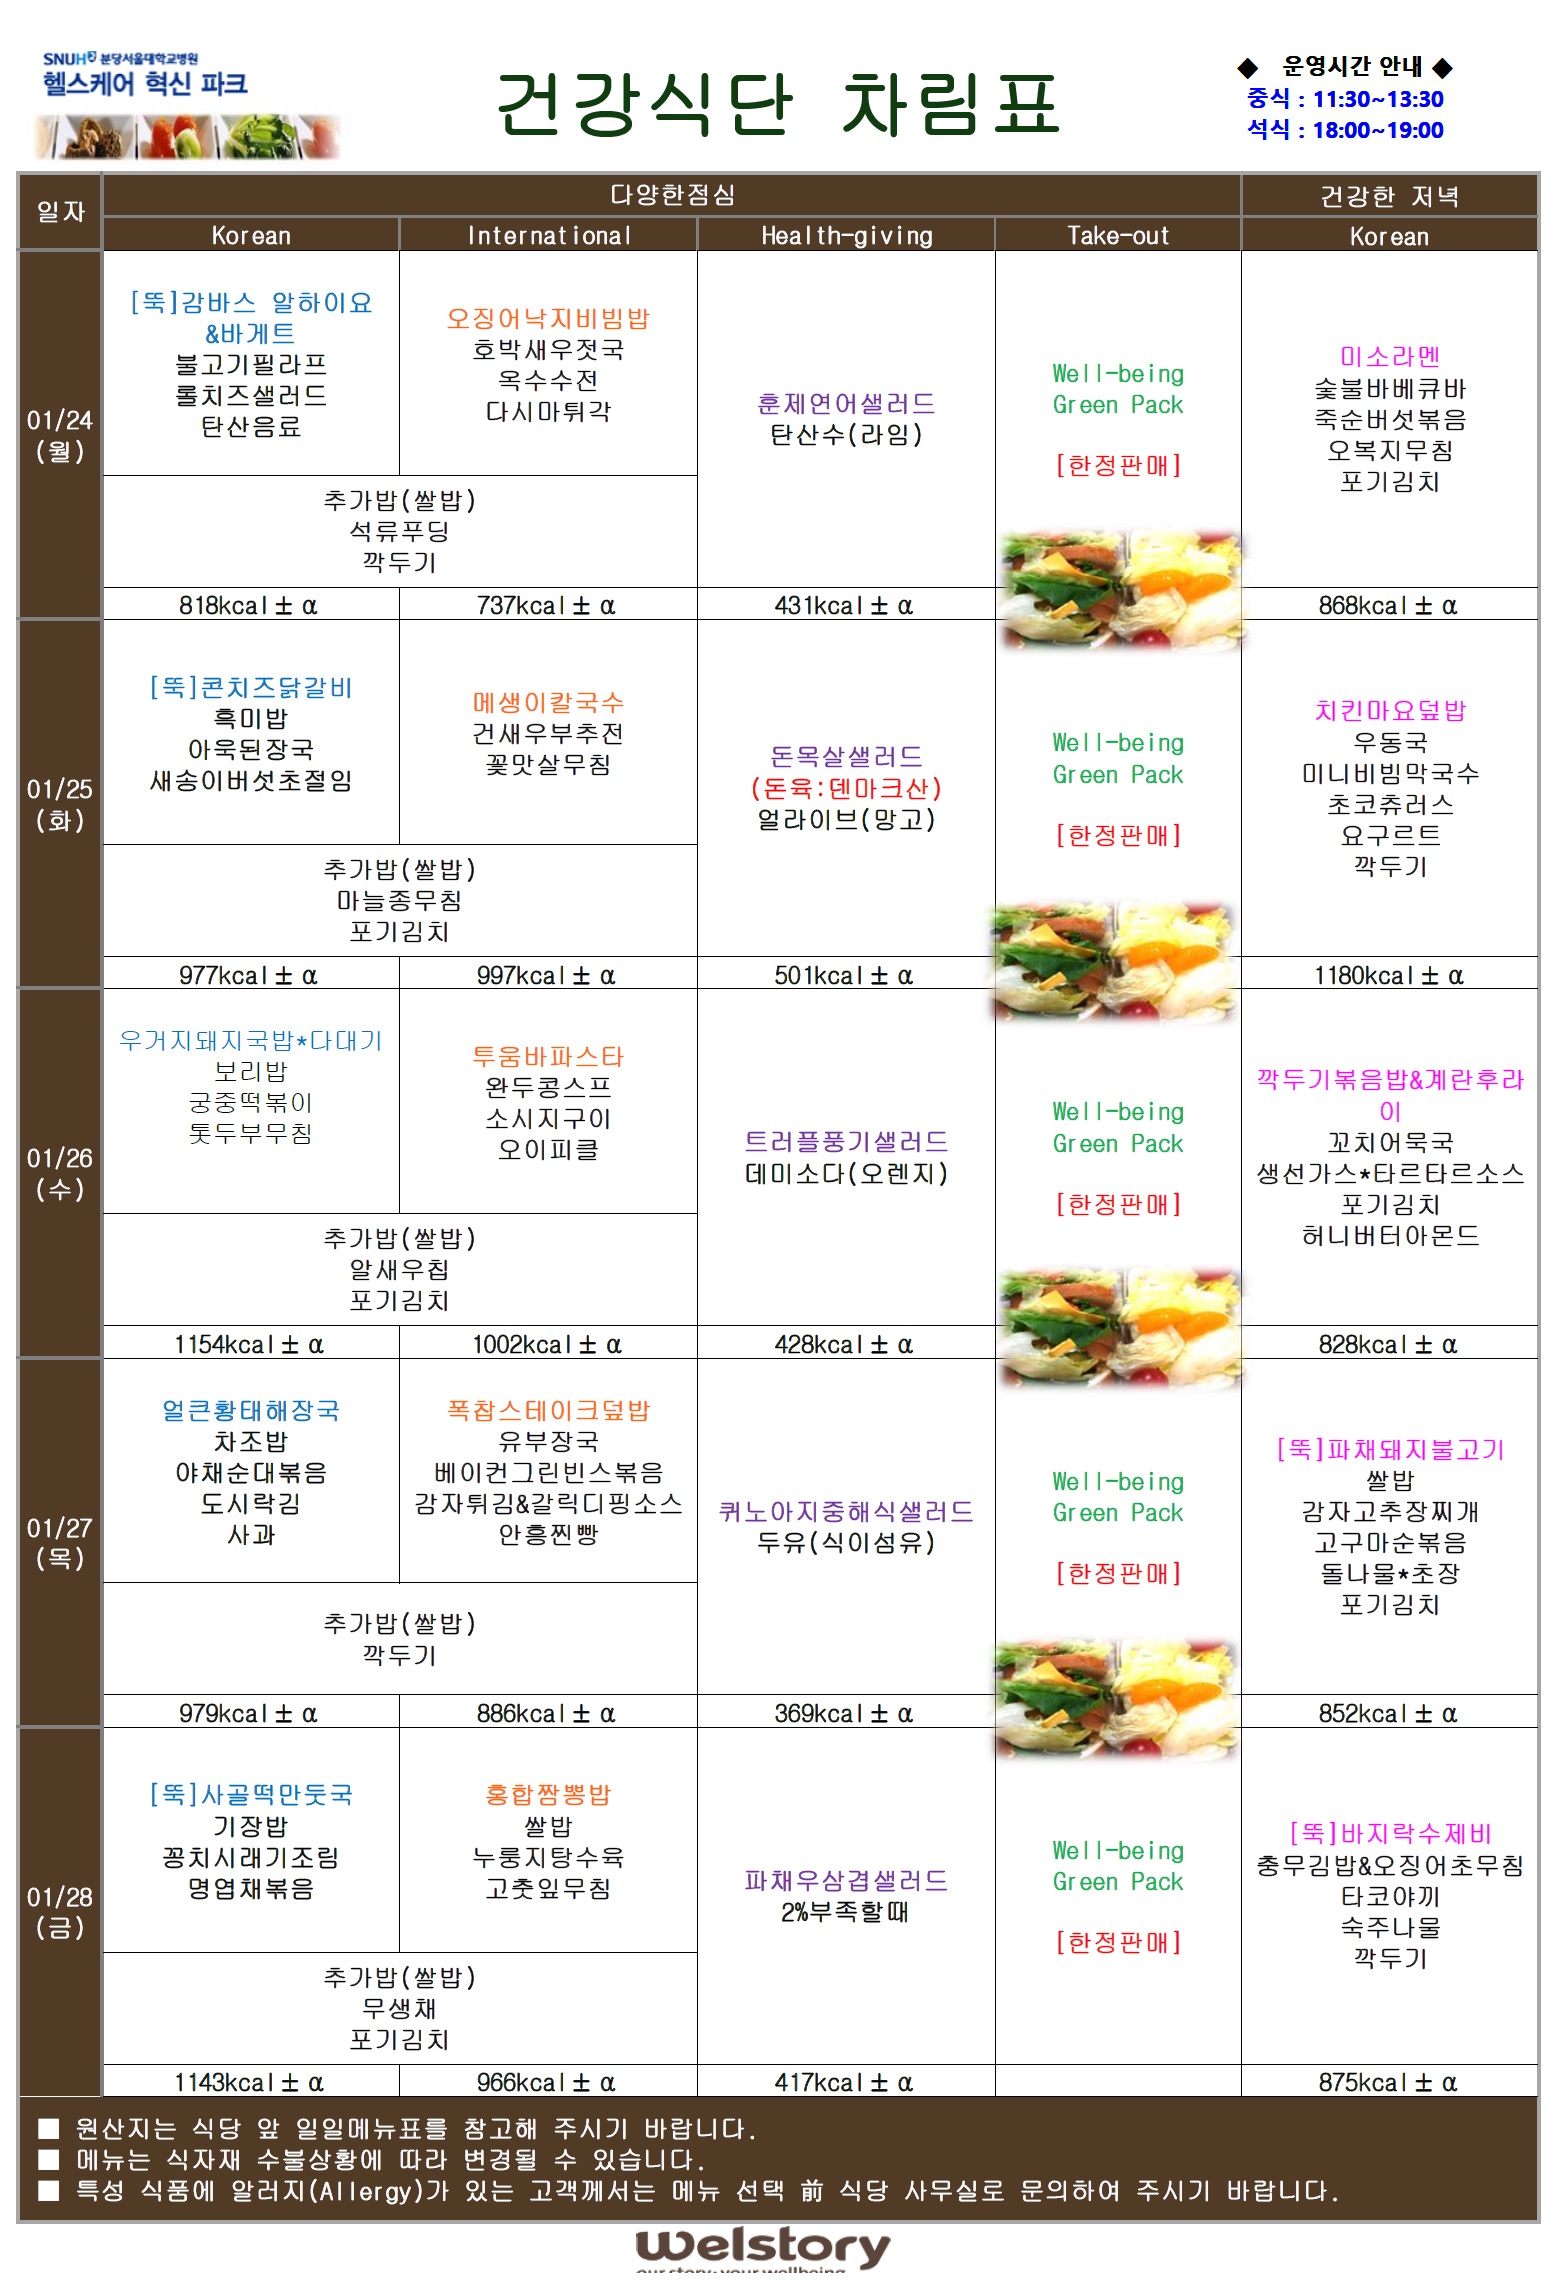 SNUH 분당서울대학교병원
헬스케어 혁신 파크
건강식단 차림표
◆ 운영시간 안내 ◆
중식 : 11:30~13:30
석식 : 18:00~19:00
일자
다양한점심
건강한 저녁
Korean
International
Health-giving
Take-out
Korean
01/24
(월)
[뚝]감바스 알하이요
&바게트
불고기필라프
롤치즈샐러드
탄산음료
오징어낙지비빔밥
호박새우젓국
옥수수전
다시마튀각
추가밥(쌀밥)
석류푸딩
깍두기
훈제연어샐러드
탄산수(라임)
Well-being
Green Pack
[한정판매]
미소라멘
숯불바베큐바
죽순버섯볶음
오복지무침
포기김치
818kcal± α
737kcal± α
431kcal± α
868kcal± α
01/25
(화)
[뚝]콘치즈닭갈비
흑미밥
아욱된장국
새송이버섯초절임
메생이칼국수
건새우부추전
꽃맛살무침
추가밥(쌀밥)
마늘종무침
포기김치
돈목살샐러드
(돈육:덴마크산)
얼라이브(망고)
Well-being
Green Pack
[한정판매]
치킨마요덮밥
우동국
미니비빔막국수
초코츄러스
요구르트
깍두기
977kcal± α
997kcal± α
501kcal± α
1180kcal± α
01/26
(수)
우거지돼지국밥*다대기
보리밥
궁중떡볶이
톳두부무침
투움바파스타
완두콩스프
소시지구이
오이피클
추가밥(쌀밥)
알새우칩
포기김치
트러플풍기샐러드
데미소다(오렌지)
Well-being
Green Pack
[한정판매]
깍두기볶음밥&계란후라
이
꼬치어묵국
생선가스*타르타르소스
포기김치
허니버터아몬드
1154kcal± α
1002kcal± α
428kcal± α
828kcal± α
01/27
(목)
얼큰황태해장국
차조밥
야채순대볶음
도시락김
사과
폭찹스테이크덮밥
유부장국
베이컨그린빈스볶음
감자튀김&갈릭디핑소스
안흥찐빵
추가밥(쌀밥)
깍두기
퀴노아지중해식샐러드
두유(식이섬유)
Well-being
Green Pack
[한정판매]
[뚝]파채돼지불고기
쌀밥
감자고추장찌개
고구마순볶음
돌나물*초장
포기김치
979kcal± α
886kcal± α
369kcal± α
852kcal± α
01/28
(금)
[뚝]사골떡만둣국
기장밥
꽁치시래기조림
명엽채볶음
홍합짬뽕밥
쌀밥
누룽지탕수육
고춧잎무침
추가밥(쌀밥)
무생채
포기김치
파채우삼겹샐러드
2%부족할때
Well-being
Green Pack
[한정판매]
[뚝]바지락수제비
충무김밥&오징어초무침
타코야끼
숙주나물
깍두기
1143kcal± α
966kcal± α
417kcal± α
875kcal± α
■ 원산지는 식당 앞 일일메뉴표를 참고해 주시기 바랍니다.
■ 메뉴는 식자재 수불상황에 따라 변경될 수 있습니다.
■ 특성 식품에 알러지(Allergy)가 있는 고객께서는 메뉴 선택 前 식당 사무실로 문의하여 주시기 바랍니다.
welstory
our story·your wellbeing